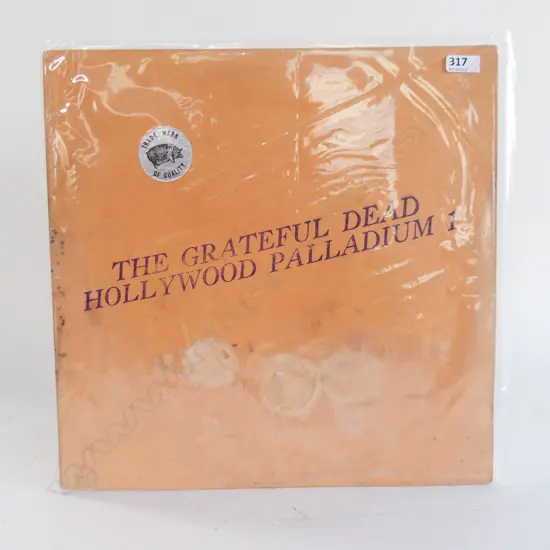 317
TRADE MARK
OF QUALITY
THE GRATEFUL DEAD
HOLLYWOOD PALLADIUM 1